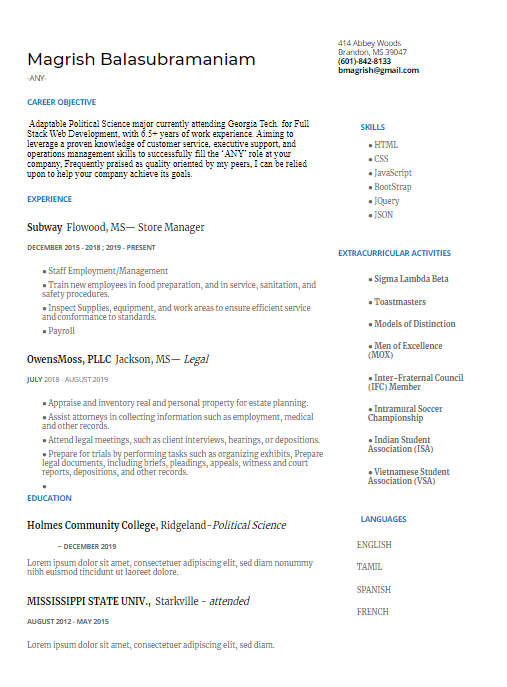 Magrish Balasubramaniam
-ANY-
414 Abbey Woods
Brandon, MS 39047
(601)-842-8133
bmagrish@gmail.com
CAREER OBJECTIVE
Adaptable Political Science major currently attending Georgia Tech. for Full
Stack Web Development, with 6.5+ years of work experience. Aiming to
leverage a proven knowledge of customer service, executive support, and
operations management skills to successfully fill the 'ANY' role at your
company, Frequently praised as quality oriented by my peers, I can be relied
upon to help your company achieve its goals.
EXPERIENCE
Subway Flowood, MS— Store Manager
DECEMBER 2015 - 2018 ; 2019 - PRESENT
● Staff Employment/Management
● Train new employees in food preparation, and in service, sanitation, and
safety procedures.
● Inspect Supplies, equipment, and work areas to ensure efficient service
and conformance to standards.
● Payroll
OwensMoss, PLLC Jackson, MS— Legal
JULY 2018 - AUGUST 2019
● Appraise and inventory real and personal property for estate planning.
● Assist attorneys in collecting information such as employment, medical
and other records.
● Attend legal meetings, such as client interviews, hearings, or depositions.
● Prepare for trials by performing tasks such as organizing exhibits, Prepare
legal documents, including briefs, pleadings, appeals, witness and court
reports, depositions, and other records.
●
EDUCATION
Holmes Community College, Ridgeland-Political Science
- DECEMBER 2019
Lorem ipsum dolor sit amet, consectetuer adipiscing elit, sed diam nonummy
nibh euismod tincidunt ut laoreet dolore.
MISSISSIPPI STATE UNIV., Starkville - attended
AUGUST 2012 - MAY 2015
Lorem ipsum dolor sit amet, consectetuer adipiscing elit, sed diam.
SKILLS
● HTML
● CSS
● JavaScript
● BootStrap
● JQuery
● JSON
EXTRACURRICULAR ACTIVITIES
● Sigma Lambda Beta
● Toastmasters
● Models of Distinction
● Men of Excellence
(MOX)
● Inter-Fraternal Council
(IFC) Member
● Intramural Soccer
Championship
● Indian Student
Association (ISA)
● Vietnamese Student
Association (VSA)
LANGUAGES
ENGLISH
TAMIL
SPANISH
FRENCH